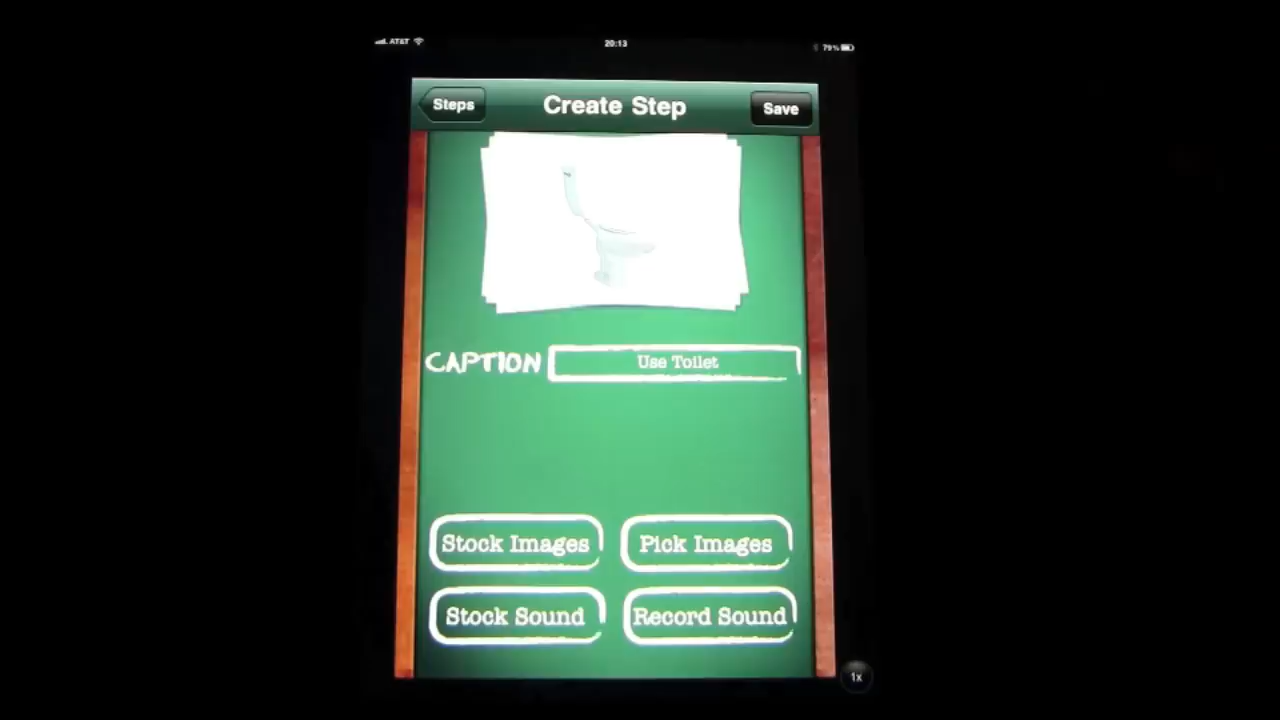 AT&T 20:13 79%
Steps Create Step Save
CAPTION Use Toilet
Stock Images Pick Images
Stock Sound Record Sound
1x